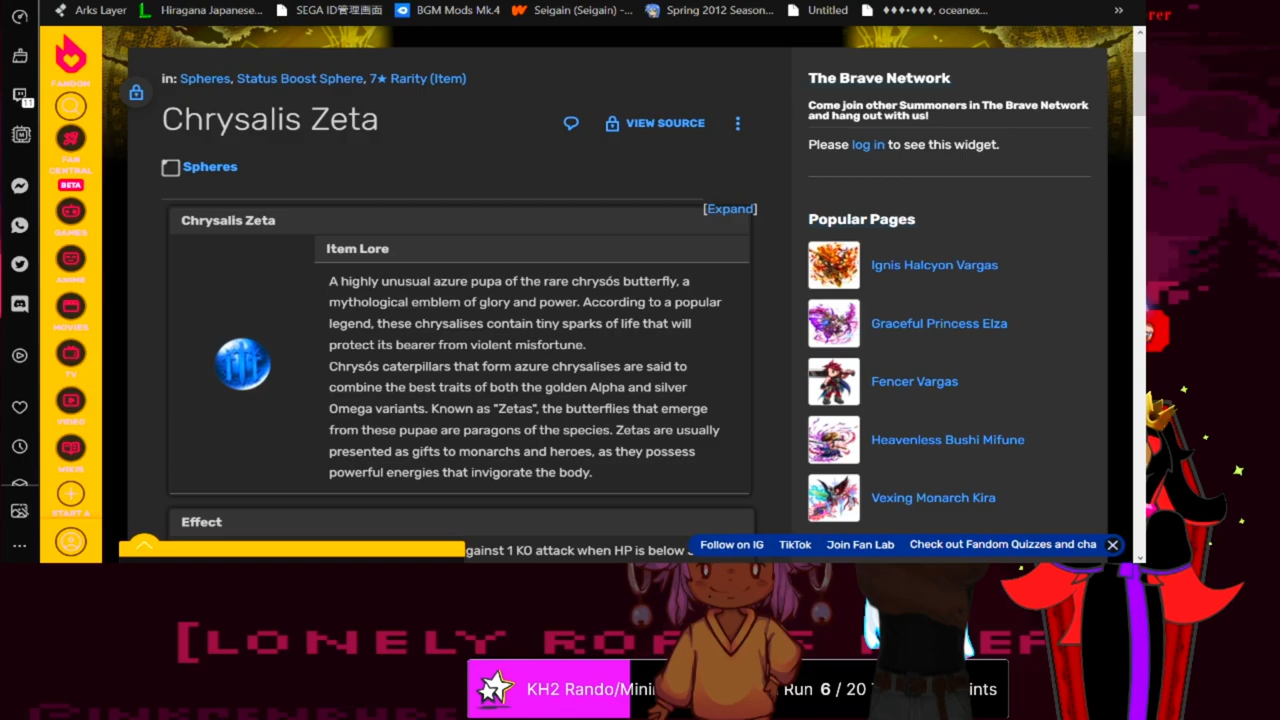 Arks Layer
Hiragana Japanese...
SEGA ID管理画面
BGM Mods Mk.4
Seigain (Seigain) -...
Spring 2012 Season...
Untitled
♦♦♦•♦♦♦, oceanex...
»
rer
11
FANDOM
FAN
CENTRAL
BETA
GAMES
ANIME
MOVIES
TV
VIDEO
WIKIS
START A
in: Spheres, Status Boost Sphere, 7★ Rarity (Item)
Chrysalis Zeta
VIEW SOURCE
Spheres
[Expand]
Chrysalis Zeta
Item Lore
A highly unusual azure pupa of the rare chrysós butterfly, a
mythological emblem of glory and power. According to a popular
legend, these chrysalises contain tiny sparks of life that will
protect its bearer from violent misfortune.
Chrysós caterpillars that form azure chrysalises are said to
combine the best traits of both the golden Alpha and silver
Omega variants. Known as "Zetas", the butterflies that emerge
from these pupae are paragons of the species. Zetas are usually
presented as gifts to monarchs and heroes, as they possess
powerful energies that invigorate the body.
Effect
gainst 1 KO attack when HP is below
The Brave Network
Come join other Summoners in The Brave Network
and hang out with us!
Please log in to see this widget.
Popular Pages
Ignis Halcyon Vargas
Graceful Princess Elza
Fencer Vargas
Heavenless Bushi Mifune
Vexing Monarch Kira
Follow on IG
TikTok
Join Fan Lab
Check out Fandom Quizzes and cha
[LONELY RO
KH2 Rando/Mini
Run 6 / 20
ints